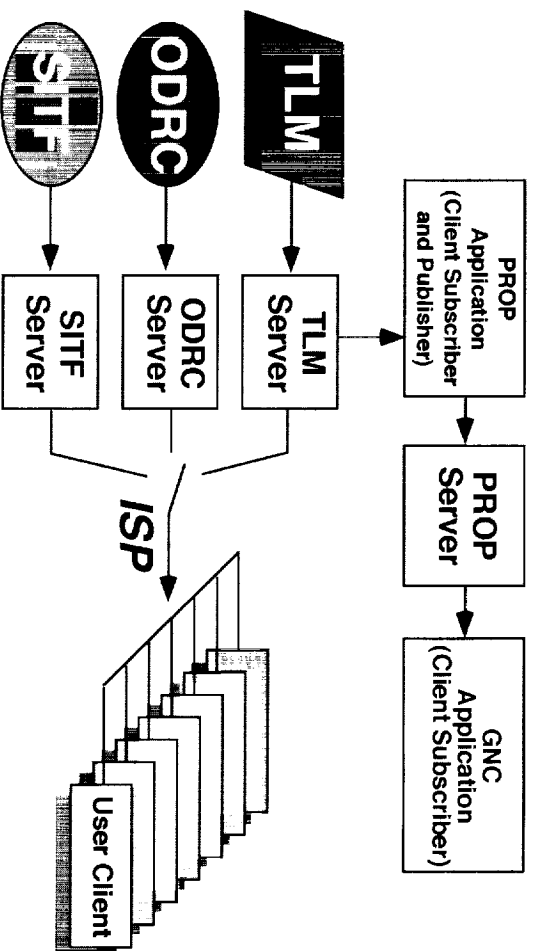 PROP
Application
(Client Subscriber
and Publisher)
PROP
Server
GNC
Application
(Client Subscriber)
TLM
TLM
Server
ODRC
ODRC
Server
SITF
SITF
Server
ISP
User Client